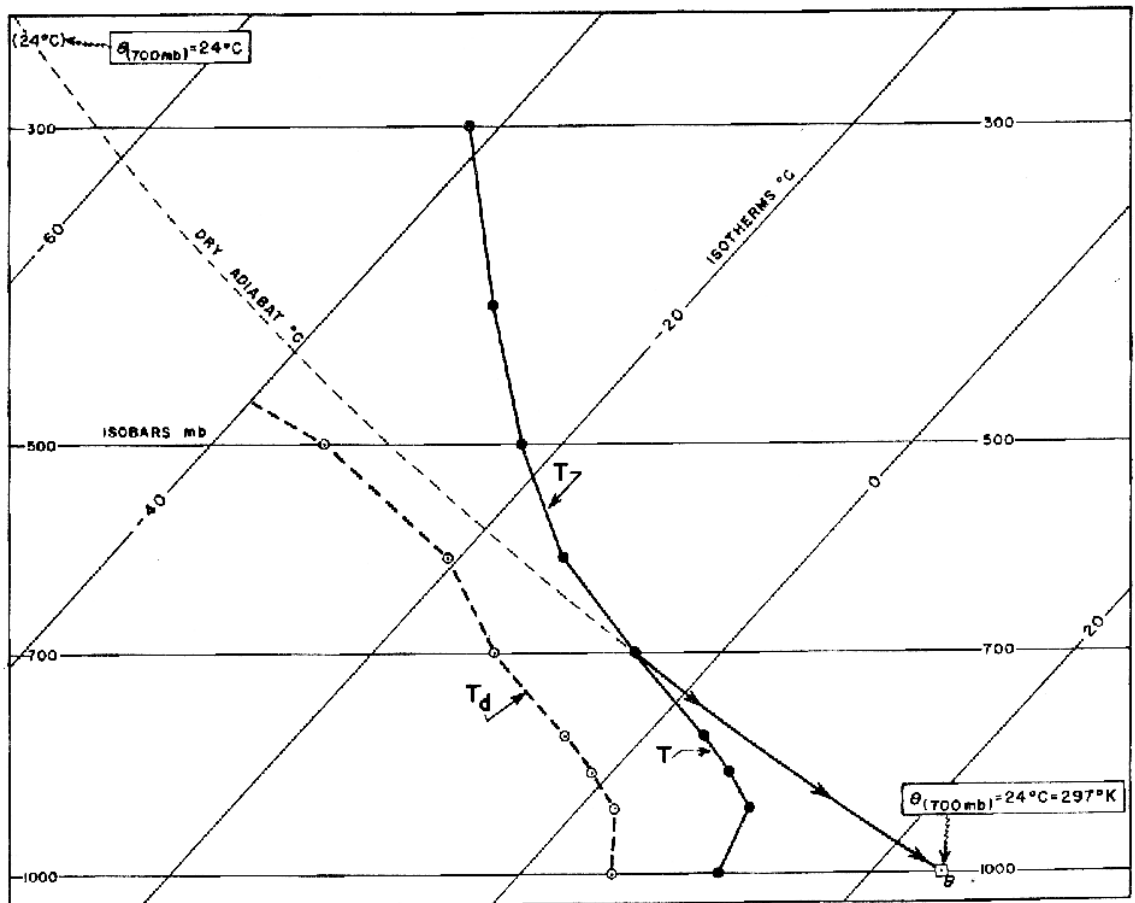 (24°C)
θ(700mb)=24°C
300
300
-60
DRY ADIABAT °C
ISOTHERMS °C
-20
ISOBARS mb
500
500
T
-40
0
20
700
700
Td
T
θ(700mb)=24°C=297°K
1000
1000
θ